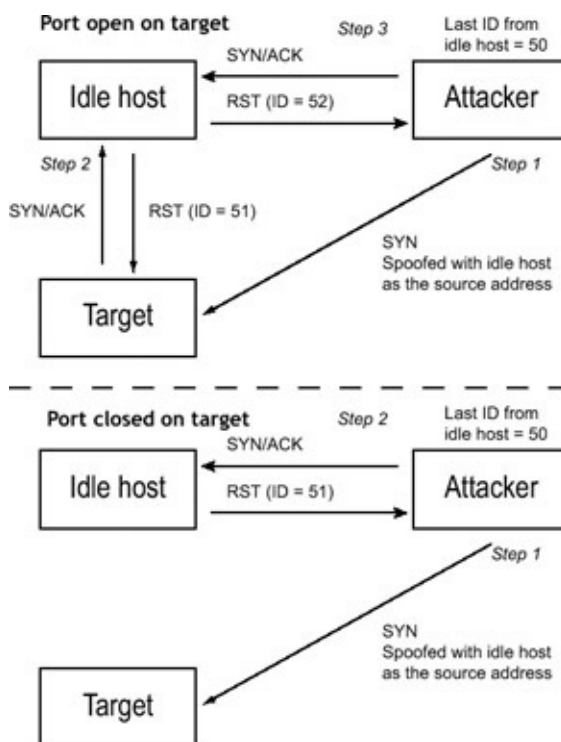 Port open on target
Step 3
Last ID from
idle host = 50
SYN/ACK
Idle host
RST (ID = 52)
Attacker
Step 2
Step 1
SYN/ACK
RST (ID = 51)
SYN
Spoofed with idle host
as the source address
Target
Port closed on target
Step 2
Last ID from
idle host = 50
SYN/ACK
Idle host
RST (ID = 51)
Attacker
Step 1
SYN
Spoofed with idle host
as the source address
Target